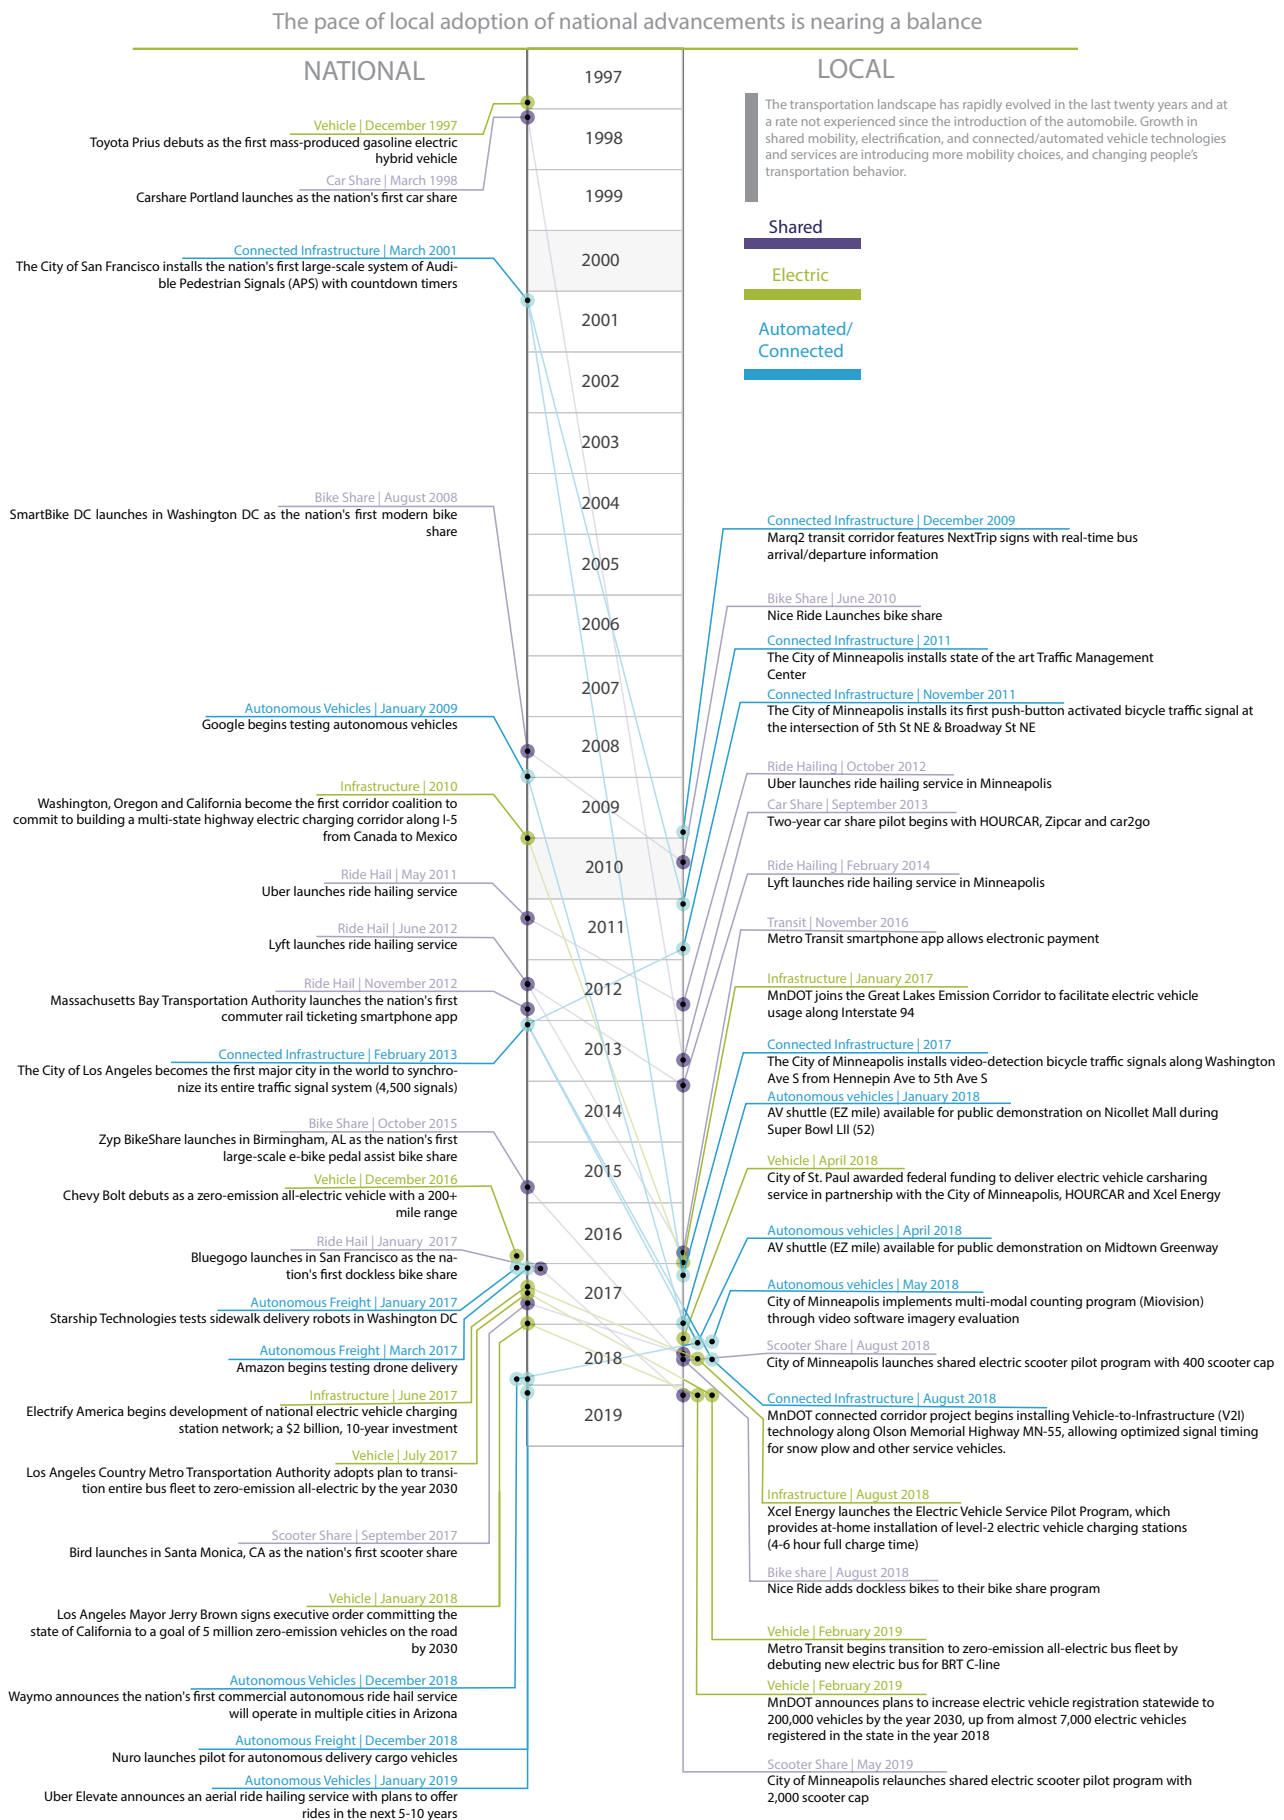 The pace of local adoption of national advancements is nearing a balance
NATIONAL
Vehicle | December 1997
Toyota Prius debuts as the first mass-produced gasoline electric
hybrid vehicle
Car Share | March 1998
Carshare Portland launches as the nation's first car share
Connected Infrastructure | March 2001
The City of San Francisco installs the nation's first large-scale system of Audi-
ble Pedestrian Signals (APS) with countdown timers
Bike Share | August 2008
SmartBike DC launches in Washington DC as the nation's first modern bike
share
Autonomous Vehicles | January 2009
Google begins testing autonomous vehicles
Infrastructure | 2010
Washington, Oregon and California become the first corridor coalition to
commit to building a multi-state highway electric charging corridor along I-5
from Canada to Mexico
Ride Hail | May 2011
Uber launches ride hailing service
Ride Hail | June 2012
Lyft launches ride hailing service
Ride Hail | November 2012
Massachusetts Bay Transportation Authority launches the nation's first
commuter rail ticketing smartphone app
Connected Infrastructure | February 2013
The City of Los Angeles becomes the first major city in the world to synchro-
nize its entire traffic signal system (4,500 signals)
Bike Share | October 2015
Zyp BikeShare launches in Birmingham, AL as the nation's first
large-scale e-bike pedal assist bike share
Vehicle | December 2016
Chevy Bolt debuts as a zero-emission all-electric vehicle with a 200+
mile range
Ride Hail | January 2017
Bluegogo launches in San Francisco as the na-
tion's first dockless bike share
Autonomous Freight | January 2017
Starship Technologies tests sidewalk delivery robots in Washington DC
Autonomous Freight | March 2017
Amazon begins testing drone delivery
Infrastructure | June 2017
Electrify America begins development of national electric vehicle charging
station network; a $2 billion, 10-year investment
Vehicle | July 2017
Los Angeles Country Metro Transportation Authority adopts plan to transi-
tion entire bus fleet to zero-emission all-electric by the year 2030
Scooter Share | September 2017
Bird launches in Santa Monica, CA as the nation's first scooter share
Vehicle | January 2018
Los Angeles Mayor Jerry Brown signs executive order committing the
state of California to a goal of 5 million zero-emission vehicles on the road
by 2030
Autonomous Vehicles | December 2018
Waymo announces the nation's first commercial autonomous ride hail service
will operate in multiple cities in Arizona
Autonomous Freight | December 2018
Nuro launches pilot for autonomous delivery cargo vehicles
Autonomous Vehicles | January 2019
Uber Elevate announces an aerial ride hailing service with plans to offer
rides in the next 5-10 years
1997
1998
1999
2000
2001
2002
2003
2004
2005
2006
2007
2008
2009
2010
2011
2012
2013
2014
2015
2016
2017
2018
2019
LOCAL
The transportation landscape has rapidly evolved in the last twenty years and at
a rate not experienced since the introduction of the automobile. Growth in
shared mobility, electrification, and connected/automated vehicle technologies
and services are introducing more mobility choices, and changing people's
transportation behavior.
Shared
Electric
Automated/
Connected
Connected Infrastructure | December 2009
Marq2 transit corridor features NextTrip signs with real-time bus
arrival/departure information
Bike Share | June 2010
Nice Ride Launches bike share
Connected Infrastructure | 2011
The City of Minneapolis installs state of the art Traffic Management
Center
Connected Infrastructure | November 2011
The City of Minneapolis installs its first push-button activated bicycle traffic signal at
the intersection of 5th St NE & Broadway St NE
Ride Hailing | October 2012
Uber launches ride hailing service in Minneapolis
Car Share | September 2013
Two-year car share pilot begins with HOURCAR, Zipcar and car2go
Ride Hailing | February 2014
Lyft launches ride hailing service in Minneapolis
Transit | November 2016
Metro Transit smartphone app allows electronic payment
Infrastructure | January 2017
MnDOT joins the Great Lakes Emission Corridor to facilitate electric vehicle
usage along Interstate 94
Connected Infrastructure | 2017
The City of Minneapolis installs video-detection bicycle traffic signals along Washington
Ave S from Hennepin Ave to 5th Ave S
Autonomous vehicles | January 2018
AV shuttle (EZ mile) available for public demonstration on Nicollet Mall during
Super Bowl LII (52)
Vehicle | April 2018
City of St. Paul awarded federal funding to deliver electric vehicle carsharing
service in partnership with the City of Minneapolis, HOURCAR and Xcel Energy
Autonomous vehicles | April 2018
AV shuttle (EZ mile) available for public demonstration on Midtown Greenway
Autonomous vehicles | May 2018
City of Minneapolis implements multi-modal counting program (Miovision)
through video software imagery evaluation
Scooter Share | August 2018
City of Minneapolis launches shared electric scooter pilot program with 400 scooter cap
Connected Infrastructure | August 2018
MnDOT connected corridor project begins installing Vehicle-to-Infrastructure (V2I)
technology along Olson Memorial Highway MN-55, allowing optimized signal timing
for snow plow and other service vehicles.
Infrastructure | August 2018
Xcel Energy launches the Electric Vehicle Service Pilot Program, which
provides at-home installation of level-2 electric vehicle charging stations
(4-6 hour full charge time)
Bike share | August 2018
Nice Ride adds dockless bikes to their bike share program
Vehicle | February 2019
Metro Transit begins transition to zero-emission all-electric bus fleet by
debuting new electric bus for BRT C-line
Vehicle | February 2019
MnDOT announces plans to increase electric vehicle registration statewide to
200,000 vehicles by the year 2030, up from almost 7,000 electric vehicles
registered in the state in the year 2018
Scooter Share | May 2019
City of Minneapolis relaunches shared electric scooter pilot program with
2,000 scooter cap